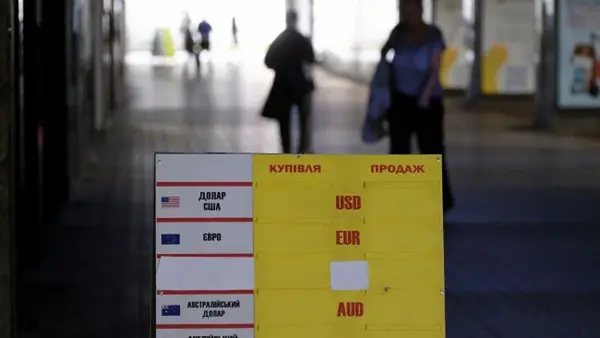 КУПІВЛЯ ПРОДАЖ
ДОЛАР
США
USD
ЄВРО
EUR
АВСТРАЛІЙСЬКИЙ
ДОЛАР
AUD